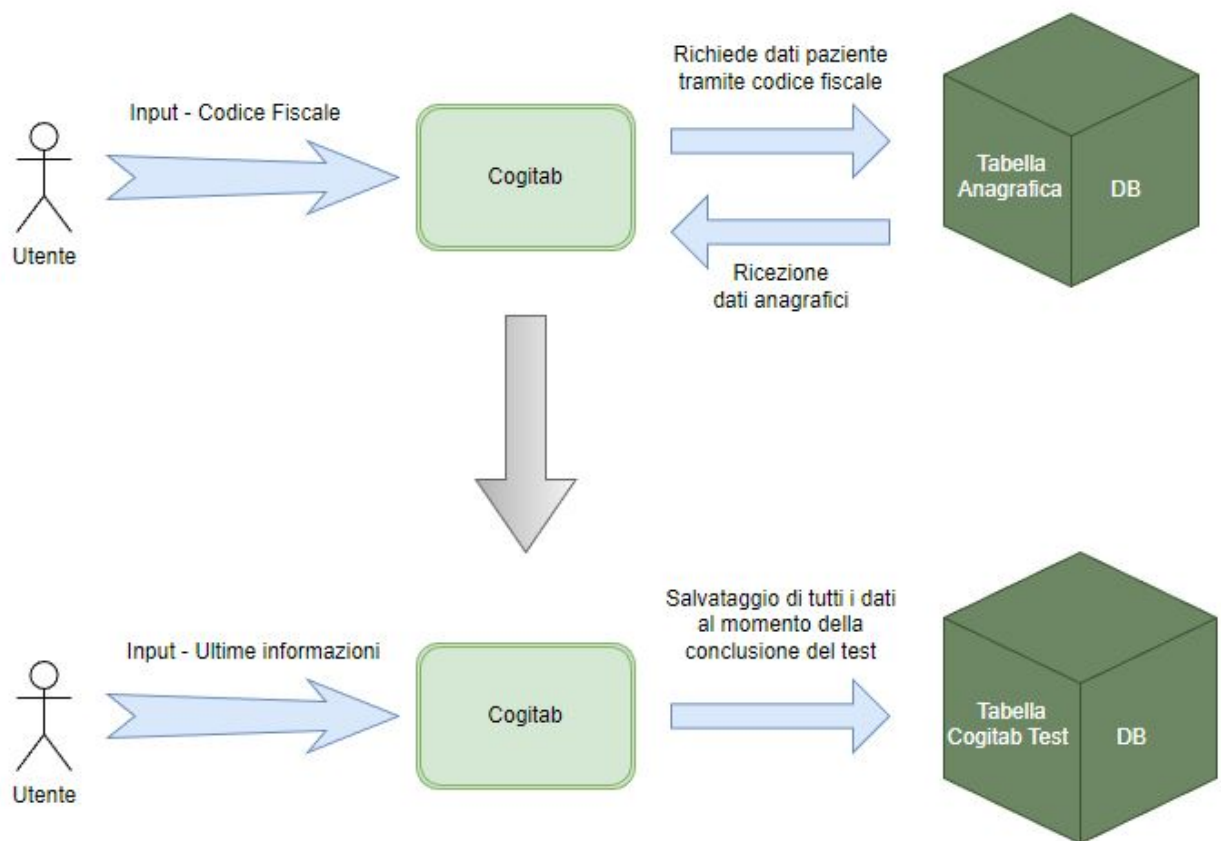 Richiede dati paziente
tramite codice fiscale
Input - Codice Fiscale
Cogitab
Tabella
Anagrafica
DB
Utente
Ricezione
dati anagrafici
Salvataggio di tutti i dati
al momento della
conclusione del test
Input - Ultime informazioni
Cogitab
Tabella
Cogitab Test
DB
Utente